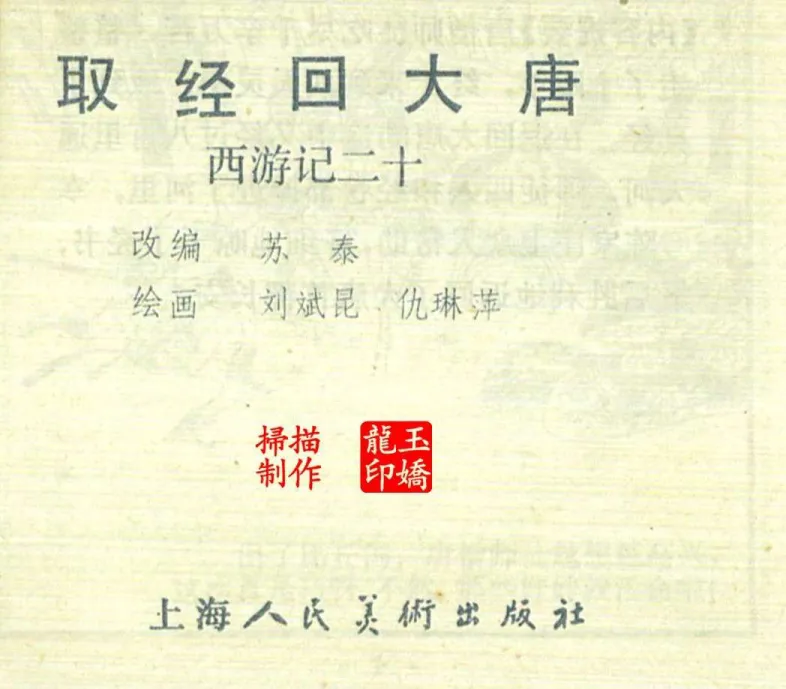 取经回大唐
西游记二十
改编 苏泰
绘画 刘斌昆 仇琳萍
掃描 龍玉
制作 印嬌
上海人民美術出版社